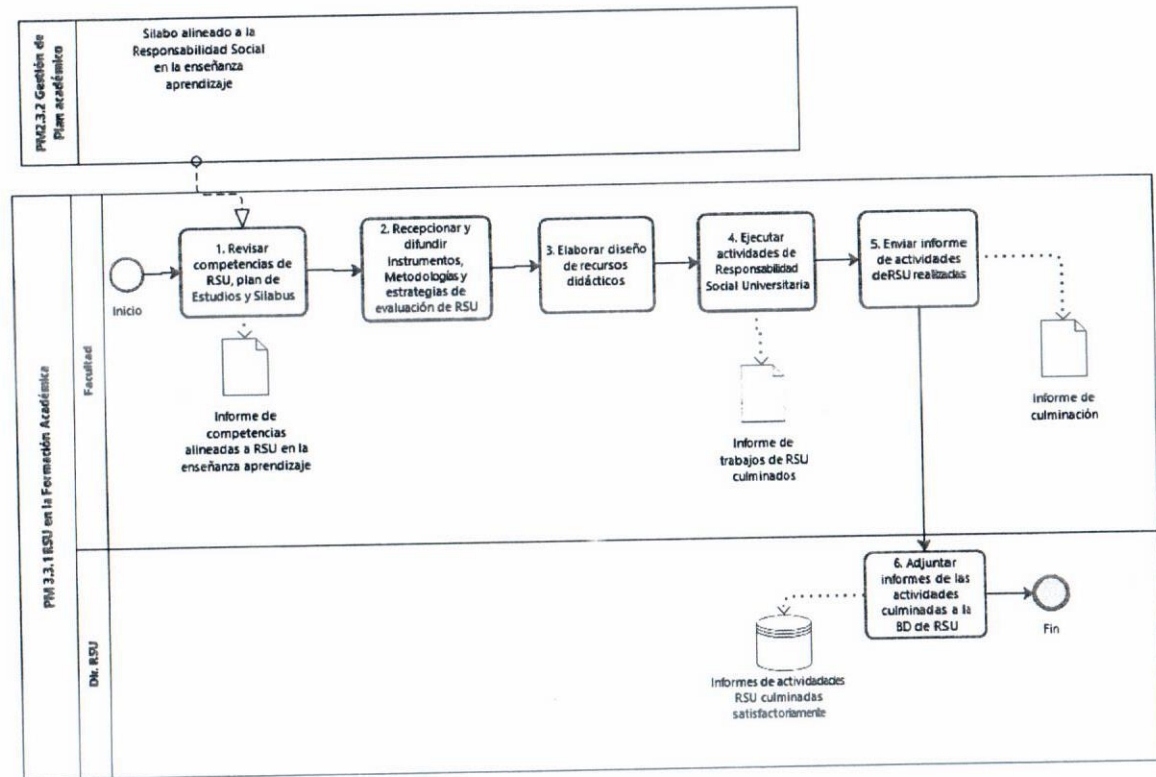 PM2.3.2 Gestión de
Plan académico
Sílabo alineado a la
Responsabilidad Social
en la enseñanza
aprendizaje
PM 3.3.1 RSU en la Formación Académica
Facultad
Inicio
1. Revisar
competencias de
RSU, plan de
Estudios y Silabus
2. Recepcionar y
difundir
Instrumentos,
Metodologías y
estrategias de
evaluación de RSU
3. Elaborar diseño
de recursos
didácticos
4. Ejecutar
actividades de
Responsabilidad
Social Universitaria
5. Enviar informe
de actividades
deRSU realizadas
Informe de
competencias
alineadas a RSU en la
enseñanza aprendizaje
Informe de
trabajos de RSU
culminados
Informe de
culminación
Dir. RSU
6. Adjuntar
informes de las
actividades
culminadas a la
BD de RSU
Fin
Informes de actividadades
RSU culminadas
satisfactoriamente